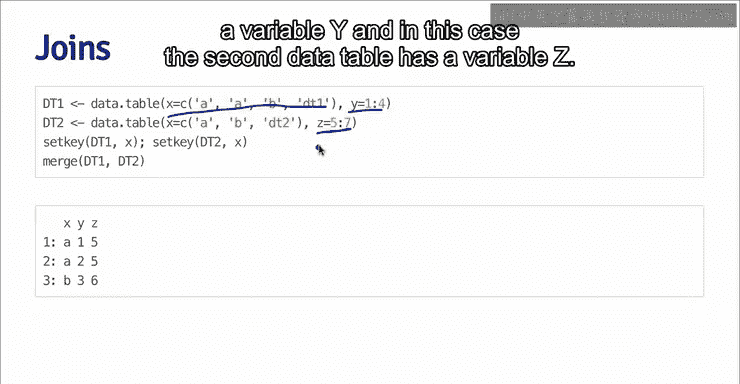 a variable Y and in this case
the second data table has a variable Z.
Joins
DT1 <- data.table(x=c('a', 'a', 'b', 'dt1'), y=1:4)
DT2 <- data.table(x=c('a', 'b', 'dt2'), z=5:7)
setkey(DT1, x); setkey(DT2, x)
merge(DT1, DT2)
x y z
1: a 1 5
2: a 2 5
3: b 3 6